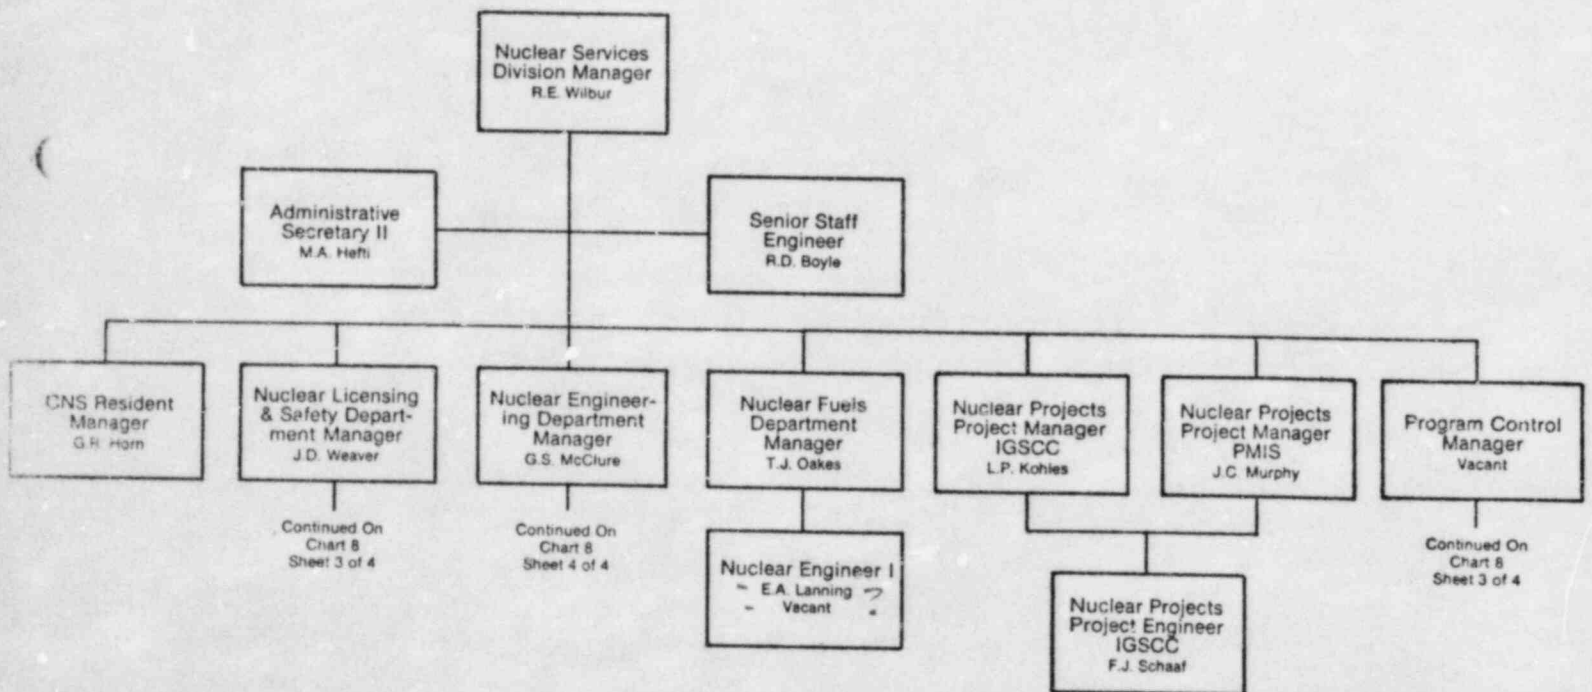 Nuclear Services
Division Manager
R.E. Wilbur
Administrative
Secretary II
M.A. Hefti
Senior Staff
Engineer
R.D. Boyle
CNS Resident
Manager
G.R. Horn
Nuclear Licensing
& Safety Depart-
ment Manager
J.D. Weaver
Continued On
Chart 8
Sheet 3 of 4
Nuclear Engineer-
ing Department
Manager
G.S. McClure
Continued On
Chart 8
Sheet 4 of 4
Nuclear Fuels
Department
Manager
T.J. Oakes
Nuclear Engineer I
- E.A. Lanning ?
- Vacant
Nuclear Projects
Project Manager
IGSCC
L.P. Kohles
Nuclear Projects
Project Manager
PMIS
J.C. Murphy
Nuclear Projects
Project Engineer
IGSCC
F.J. Schaaf
Program Control
Manager
Vacant
Continued On
Chart 8
Sheet 3 of 4